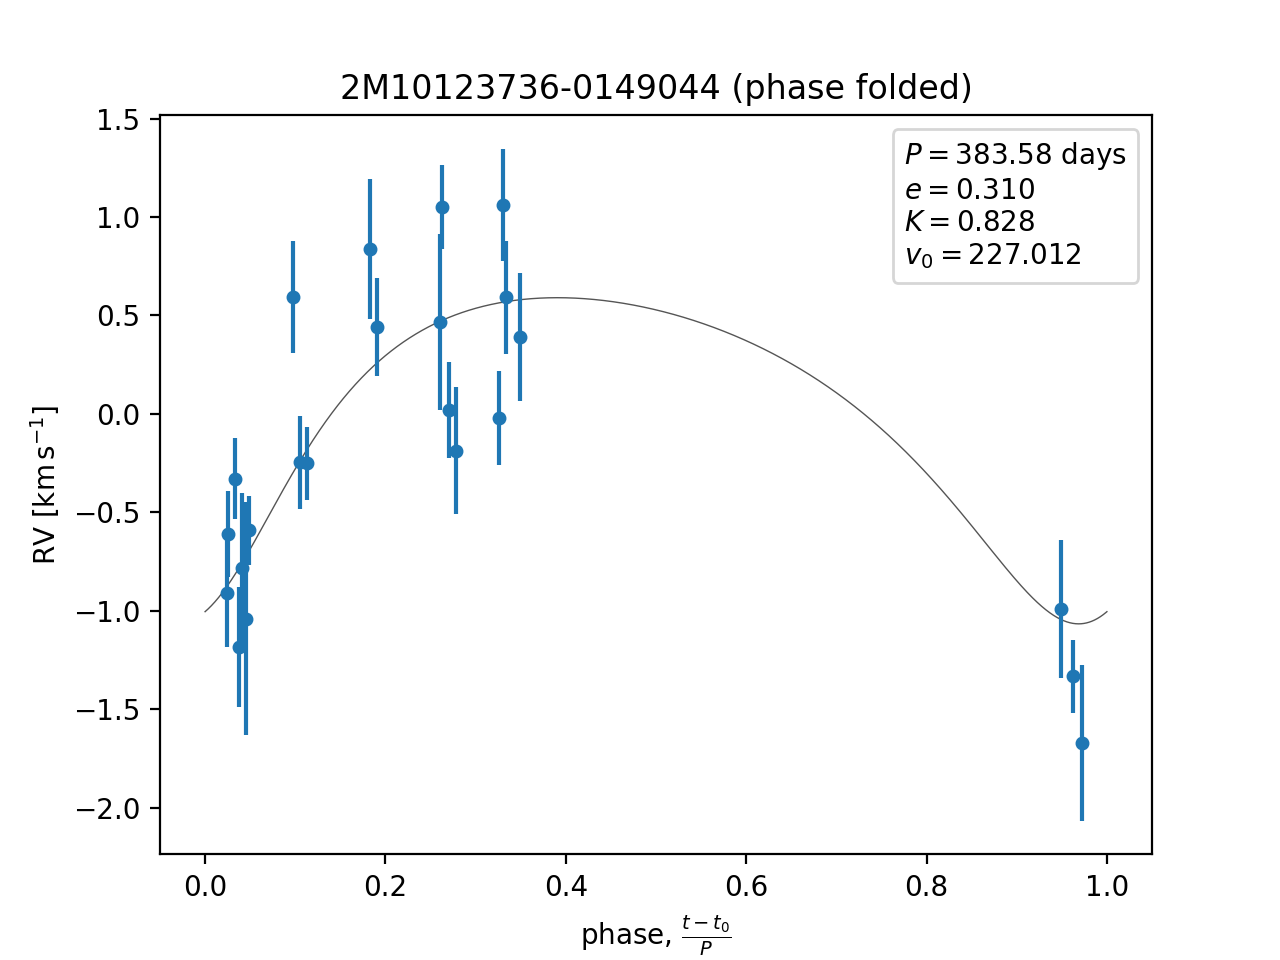 2M10123736-0149044 (phase folded)
P = 383.58 days
e = 0.310
K = 0.828
v₀ = 227.012
RV [km s⁻¹]
1.5
1.0
0.5
0.0
−0.5
−1.0
−1.5
−2.0
0.0 0.2 0.4 0.6 0.8 1.0
phase, (t − t₀)/P